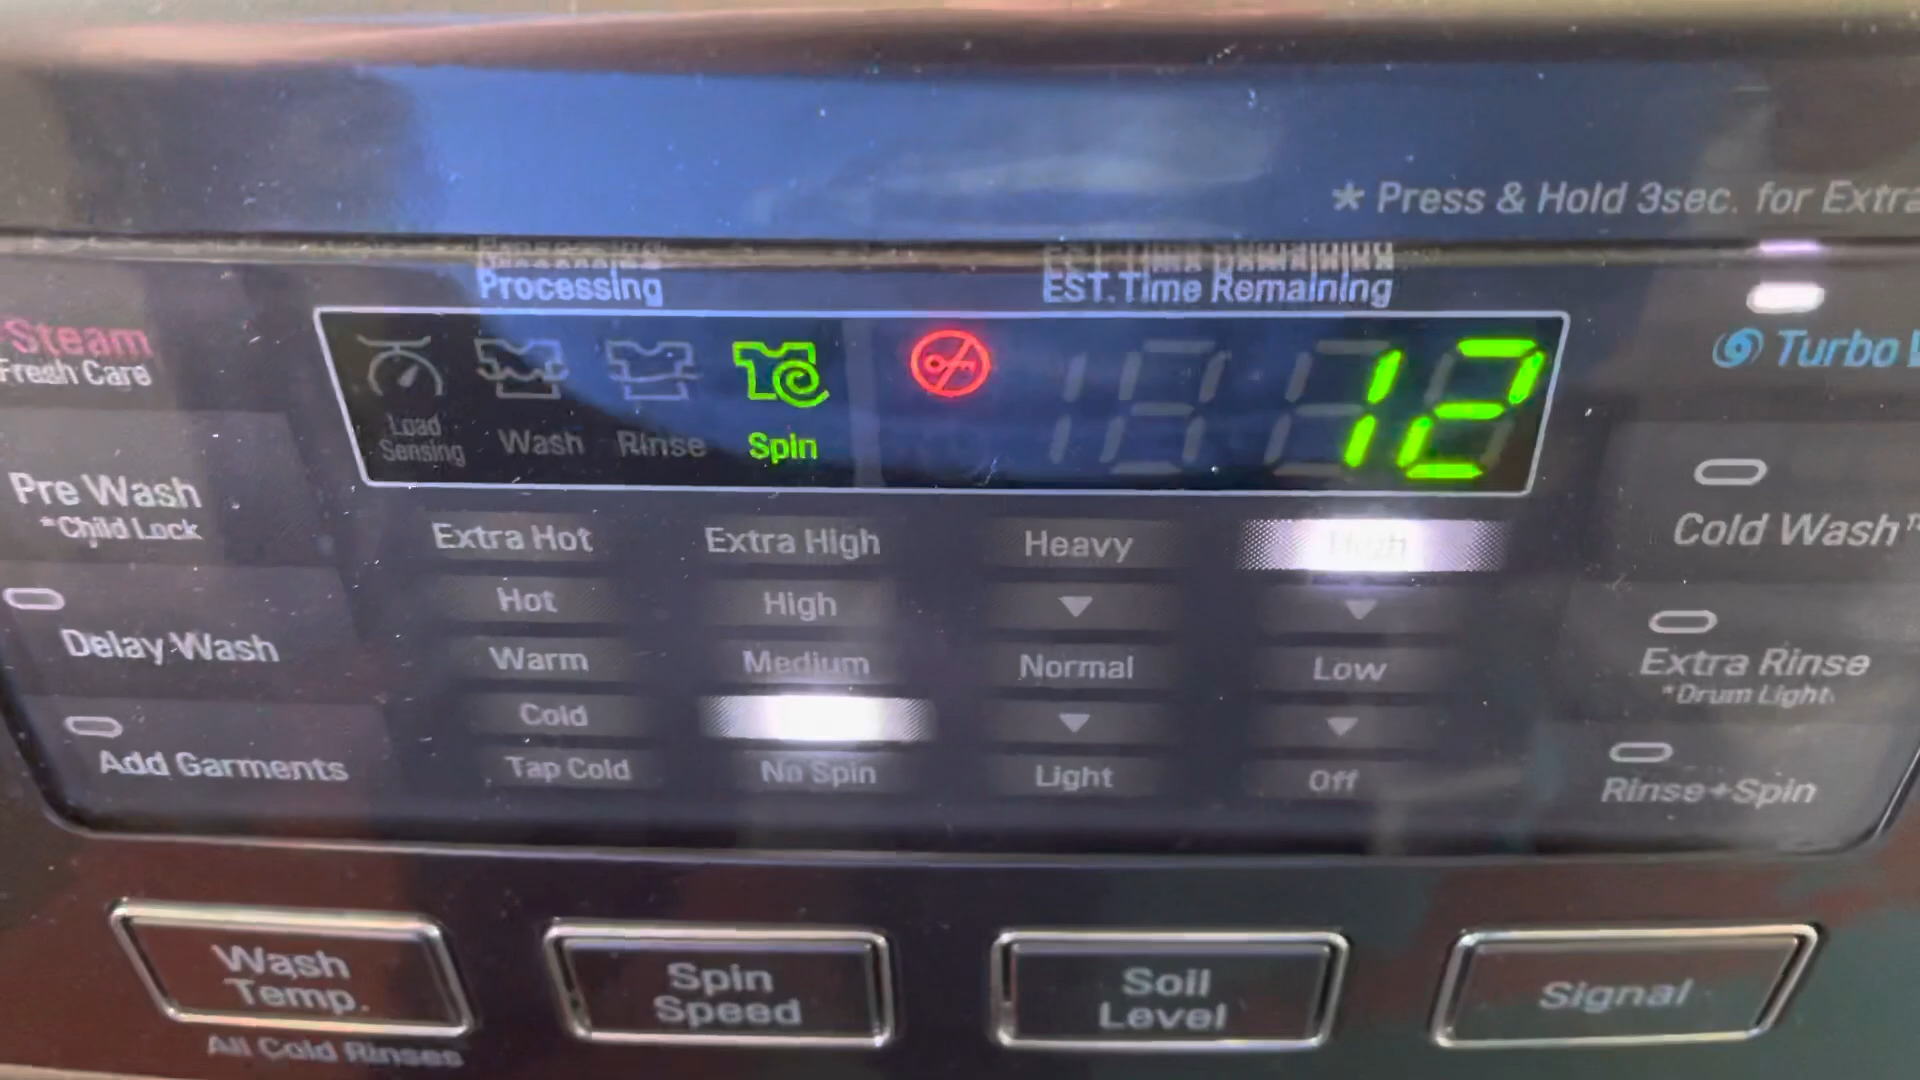 * Press & Hold 3sec. for Extra
Processing
EST.Time Remaining
Steam
Fresh Care
Turbo
12
Load
Sensing
Wash
Rinse
Spin
Pre Wash
*Child Lock
Extra Hot
Extra High
Heavy
High
Cold Wash™
Hot
High
Delay Wash
Warm
Medium
Normal
Low
Extra Rinse
*Drum Light
Cold
Add Garments
Tap Cold
No Spin
Light
Off
Rinse+Spin
Wash
Temp.
Spin
Speed
Soil
Level
Signal
All Cold Rinses